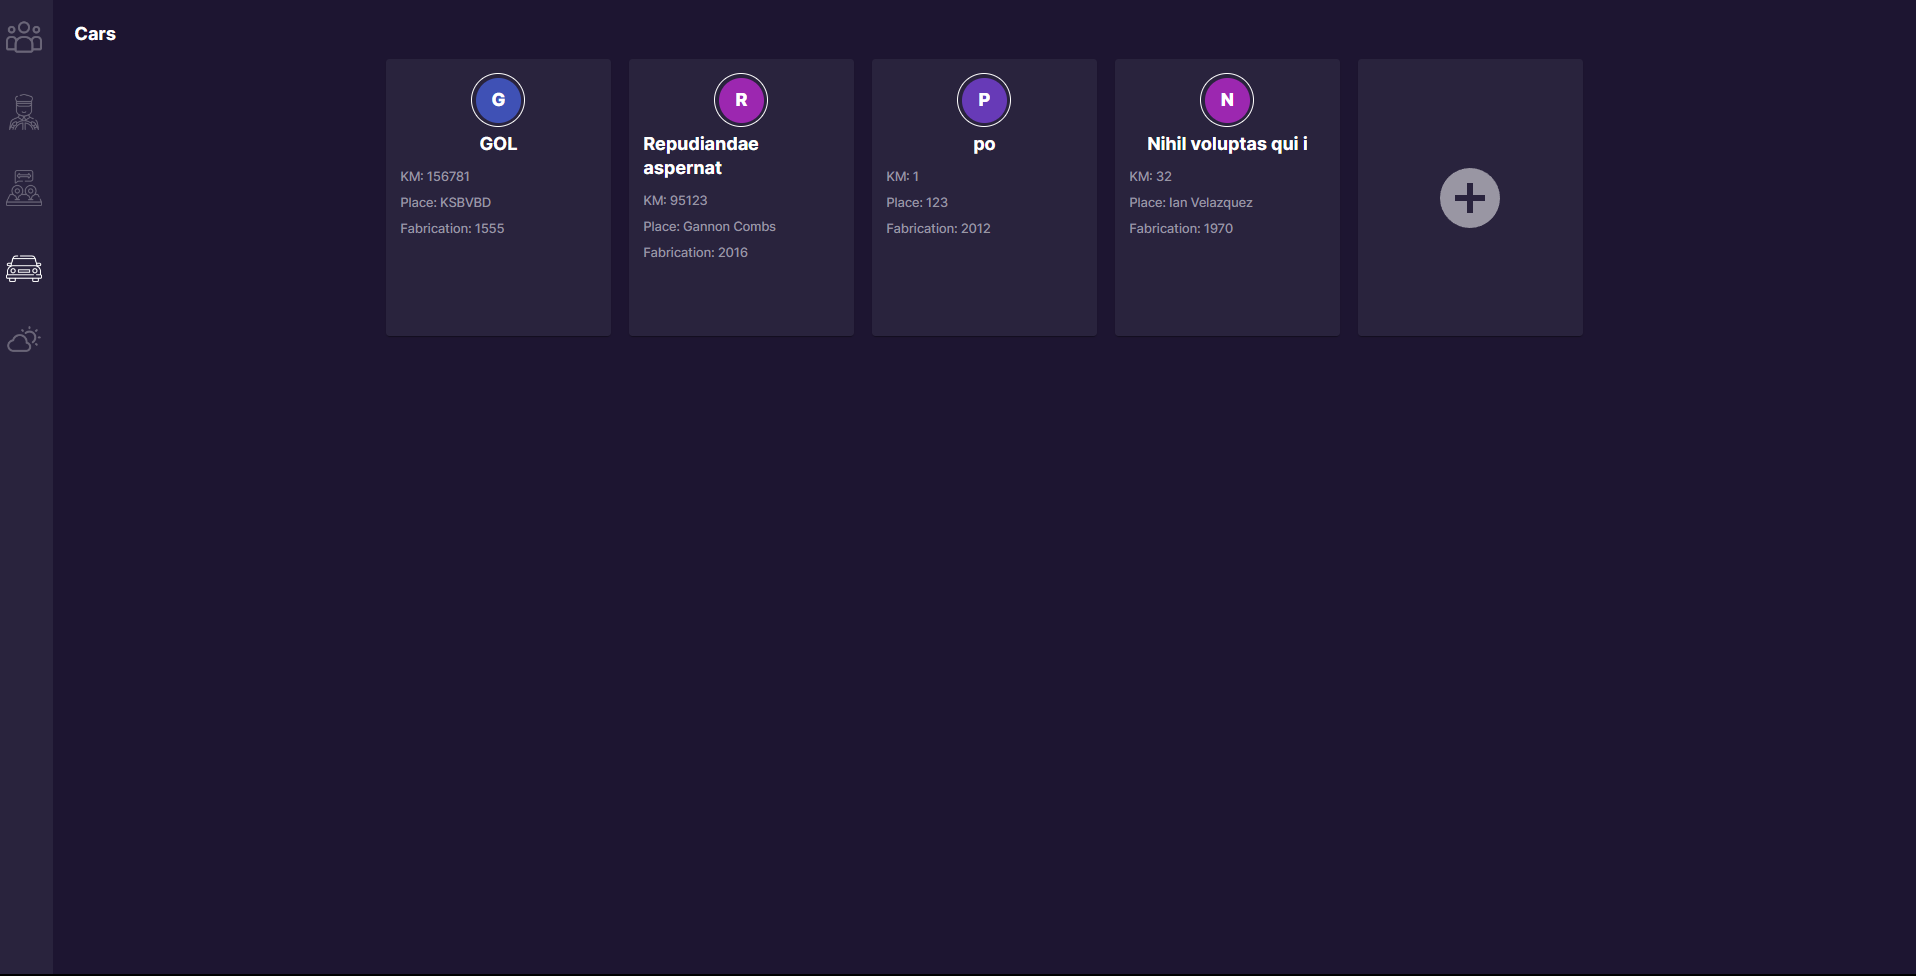 Cars
G
GOL
KM: 156781
Place: KSBVBD
Fabrication: 1555
R
Repudiandae
aspernat
KM: 95123
Place: Gannon Combs
Fabrication: 2016
P
po
KM: 1
Place: 123
Fabrication: 2012
N
Nihil voluptas qui i
KM: 32
Place: Ian Velazquez
Fabrication: 1970